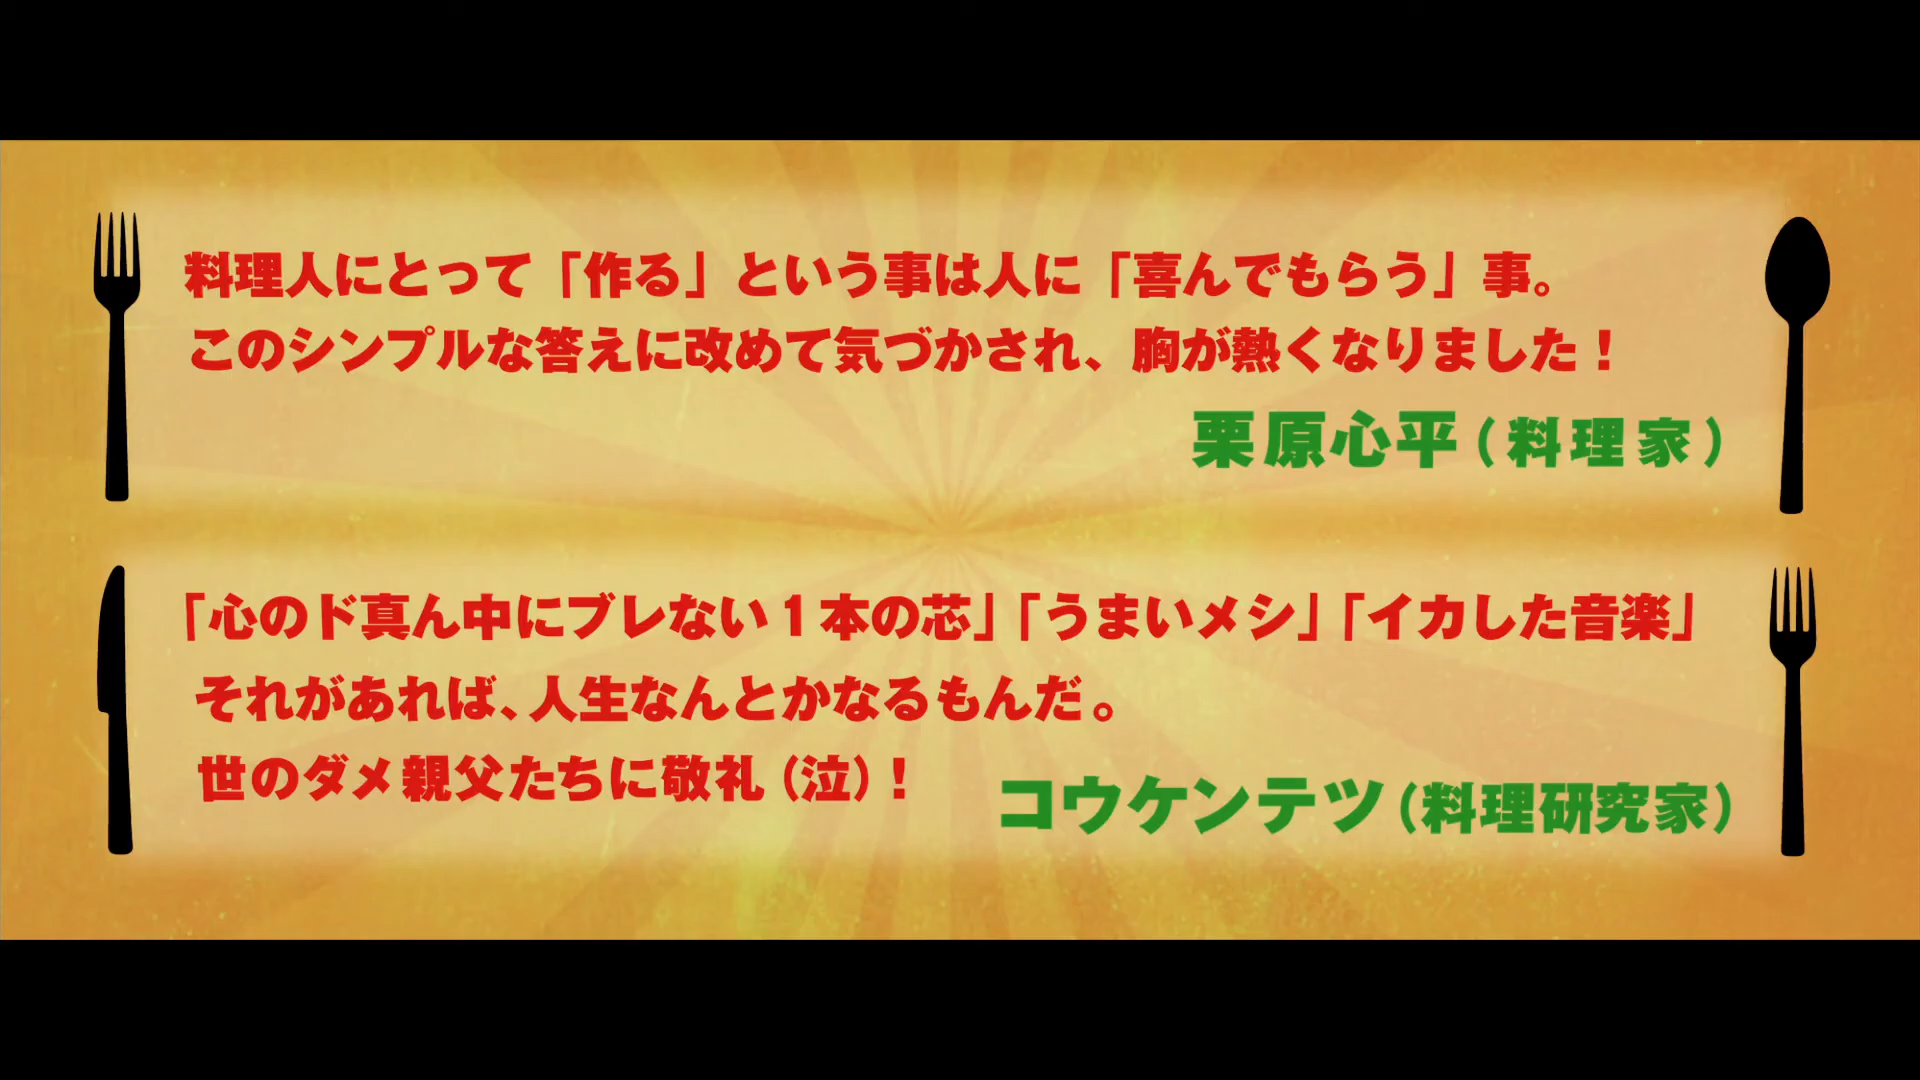 料理人にとって「作る」という事は人に「喜んでもらう」事。
このシンプルな答えに改めて気づかされ、胸が熱くなりました！
栗原心平(料理家)
「心のド真ん中にブレない1本の芯」「うまいメシ」「イカした音楽」
それがあれば、人生なんとかなるもんだ。
世のダメ親父たちに敬礼(泣)！
コウケンテツ(料理研究家)